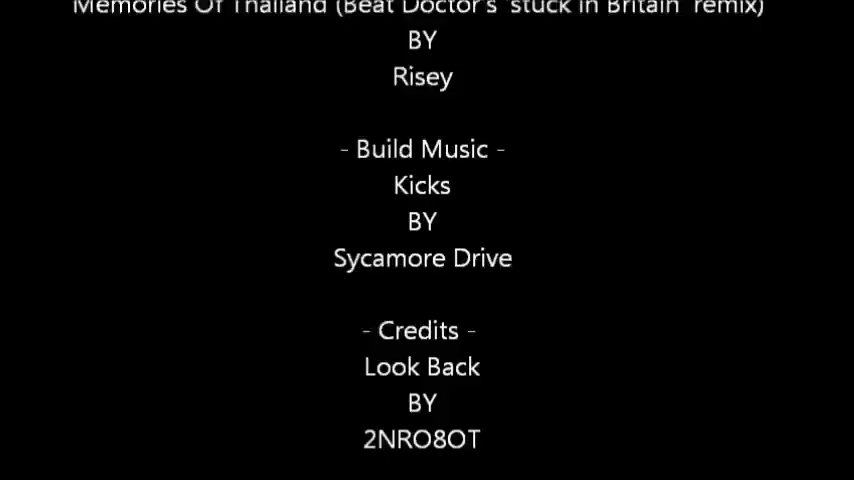 Memories Of Thailand (Beat Doctor's 'stuck in Britain' remix)
BY
Risey
- Build Music -
Kicks
BY
Sycamore Drive
- Credits -
Look Back
BY
2NRO8OT